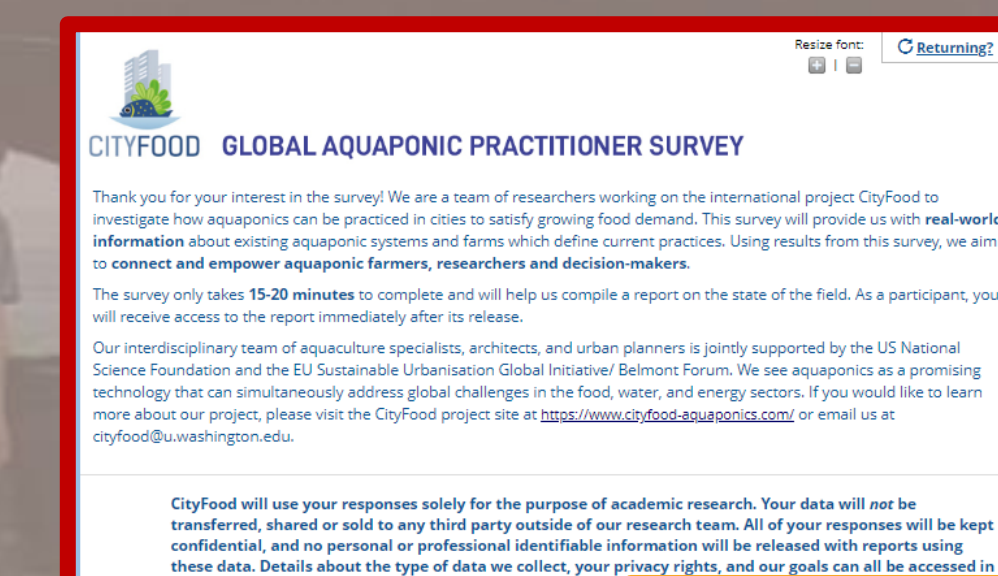 Resize font:
Returning?
CITYFOOD GLOBAL AQUAPONIC PRACTITIONER SURVEY
Thank you for your interest in the survey! We are a team of researchers working on the international project CityFood to
investigate how aquaponics can be practiced in cities to satisfy growing food demand. This survey will provide us with real-world
information about existing aquaponic systems and farms which define current practices. Using results from this survey, we aim
to connect and empower aquaponic farmers, researchers and decision-makers.
The survey only takes 15-20 minutes to complete and will help us compile a report on the state of the field. As a participant, you
will receive access to the report immediately after its release.
Our interdisciplinary team of aquaculture specialists, architects, and urban planners is jointly supported by the US National
Science Foundation and the EU Sustainable Urbanisation Global Initiative/ Belmont Forum. We see aquaponics as a promising
technology that can simultaneously address global challenges in the food, water, and energy sectors. If you would like to learn
more about our project, please visit the CityFood project site at https://www.cityfood-aquaponics.com/ or email us at
cityfood@u.washington.edu.
CityFood will use your responses solely for the purpose of academic research. Your data will not be
transferred, shared or sold to any third party outside of our research team. All of your responses will be kept
confidential, and no personal or professional identifiable information will be released with reports using
these data. Details about the type of data we collect, your privacy rights, and our goals can all be accessed in